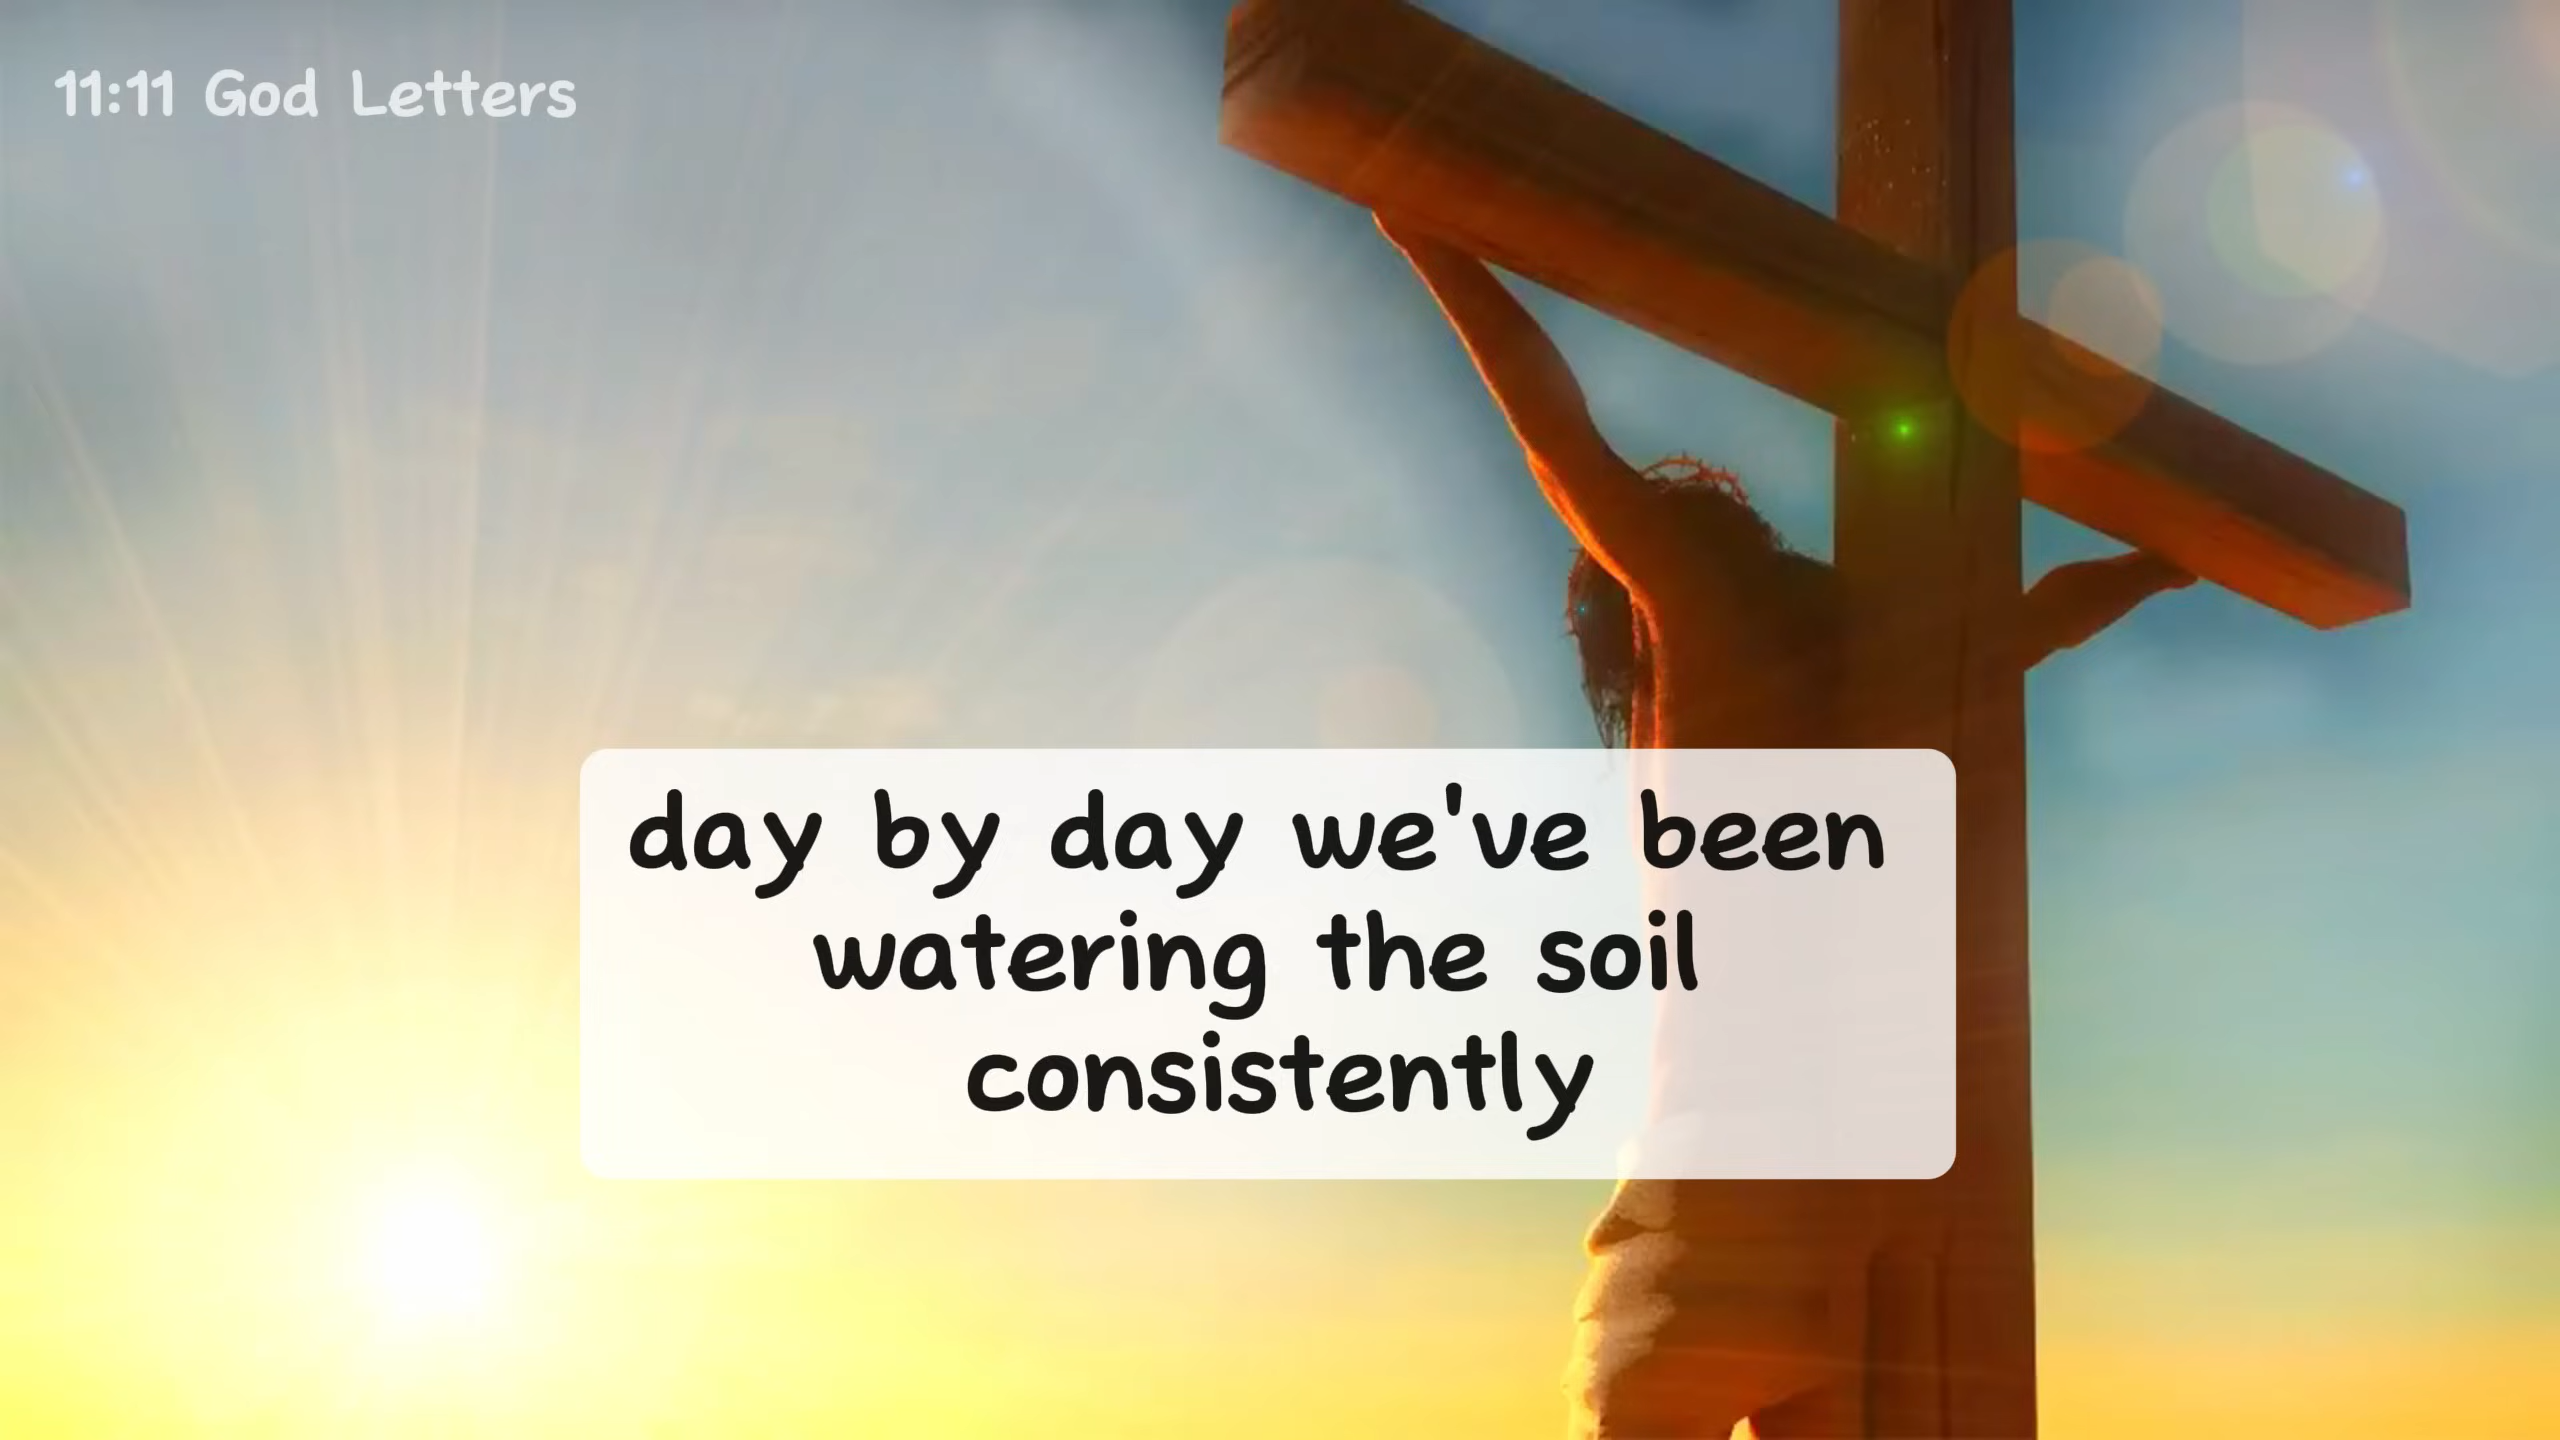 11:11 God Letters
day by day we've been
watering the soil
consistently